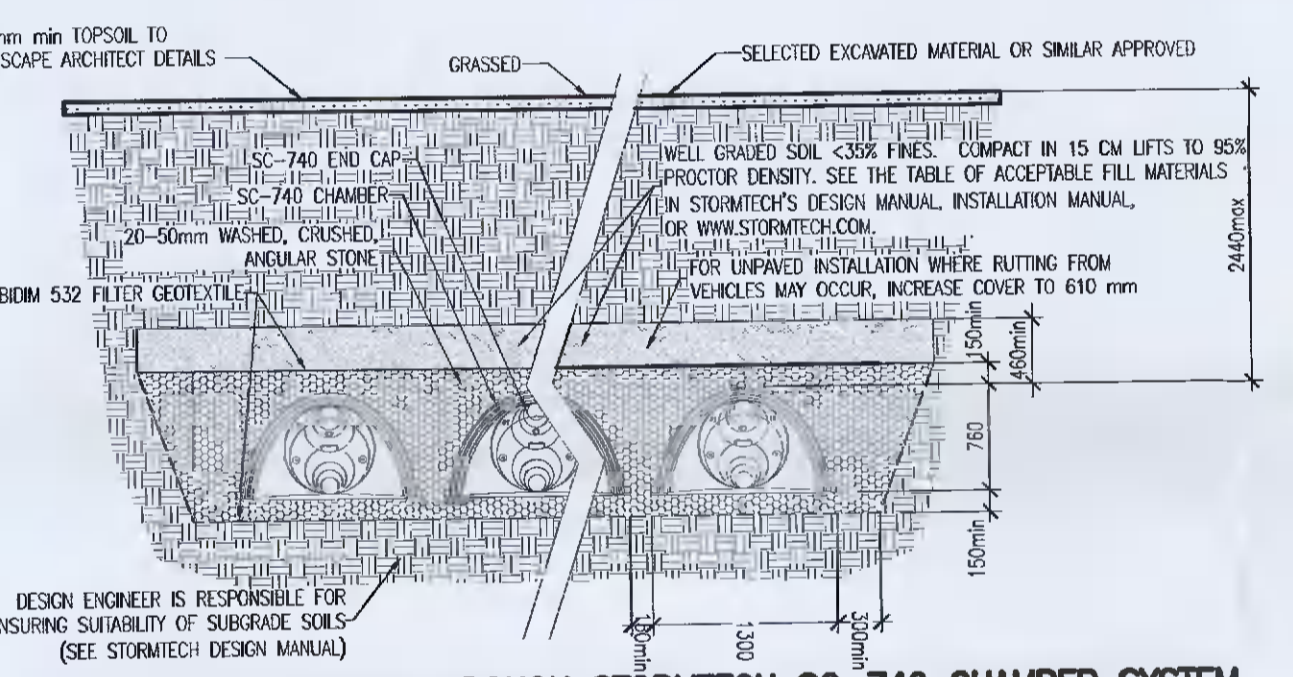 mm min TOPSOIL TO
SCAPE ARCHITECT DETAILS
GRASSED
SELECTED EXCAVATED MATERIAL OR SIMILAR APPROVED
SC-740 END CAP
SC-740 CHAMBER
20-50mm WASHED, CRUSHED,
ANGULAR STONE
BIDIM 532 FILTER GEOTEXTILE
WELL GRADED SOIL <35% FINES. COMPACT IN 15 CM LIFTS TO 95%
PROCTOR DENSITY. SEE THE TABLE OF ACCEPTABLE FILL MATERIALS
IN STORMTECH'S DESIGN MANUAL, INSTALLATION MANUAL,
OR WWW.STORMTECH.COM.
FOR UNPAVED INSTALLATION WHERE RUTTING FROM
VEHICLES MAY OCCUR, INCREASE COVER TO 610 mm
2440max
150min
460min
760
150min
DESIGN ENGINEER IS RESPONSIBLE FOR
NSURING SUITABILITY OF SUBGRADE SOILS
(SEE STORMTECH DESIGN MANUAL)
1300
300min
STORMTECH SC-740 CHAMBER SYSTEM